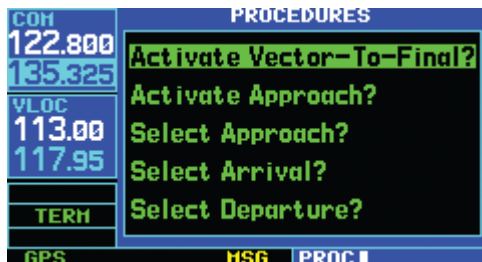 COM
122.800
135.325
VLOC
113.00
117.95
TERM
GPS
PROCEDURES
Activate Vector-To-Final?
Activate Approach?
Select Approach?
Select Arrival?
Select Departure?
MSG
PROC